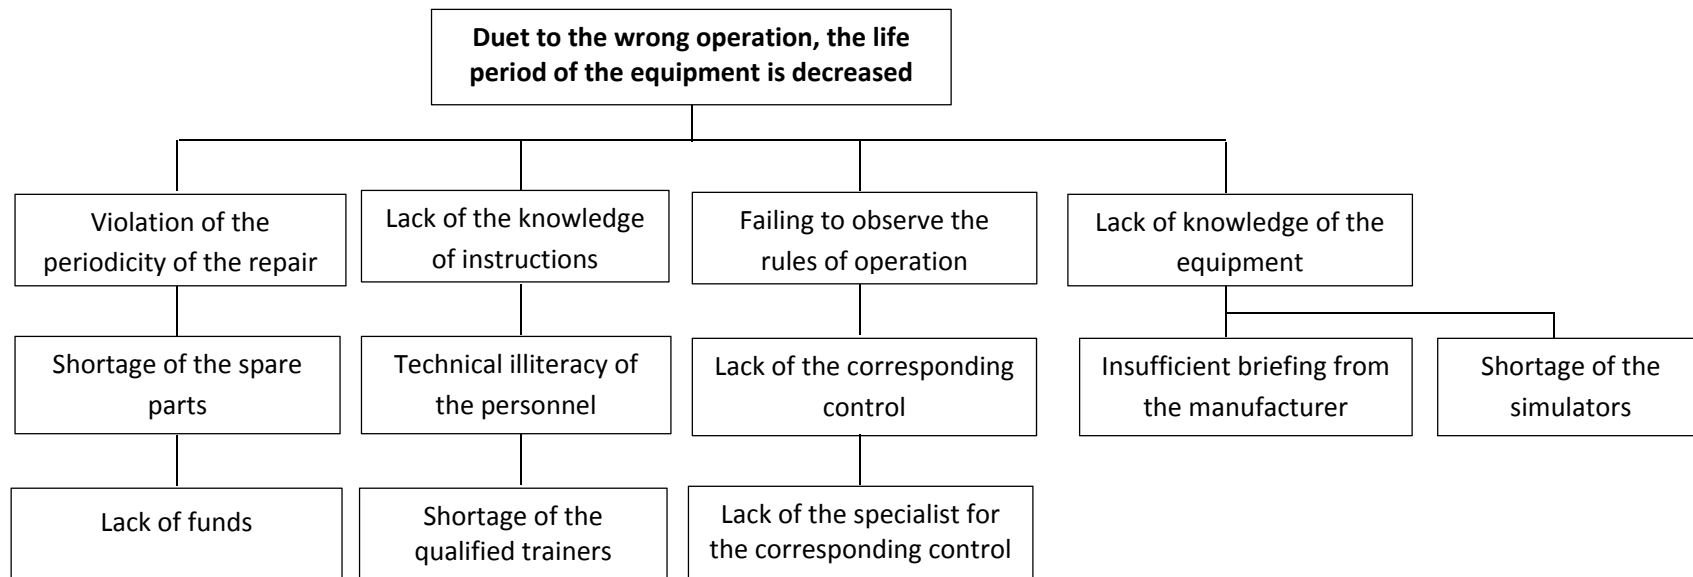 Duet to the wrong operation, the life
period of the equipment is decreased
Violation of the
periodicity of the repair
Lack of the knowledge
of instructions
Failing to observe the
rules of operation
Lack of knowledge of the
equipment
Shortage of the spare
parts
Technical illiteracy of
the personnel
Lack of the corresponding
control
Insufficient briefing from
the manufacturer
Shortage of the
simulators
Lack of funds
Shortage of the
qualified trainers
Lack of the specialist for
the corresponding control